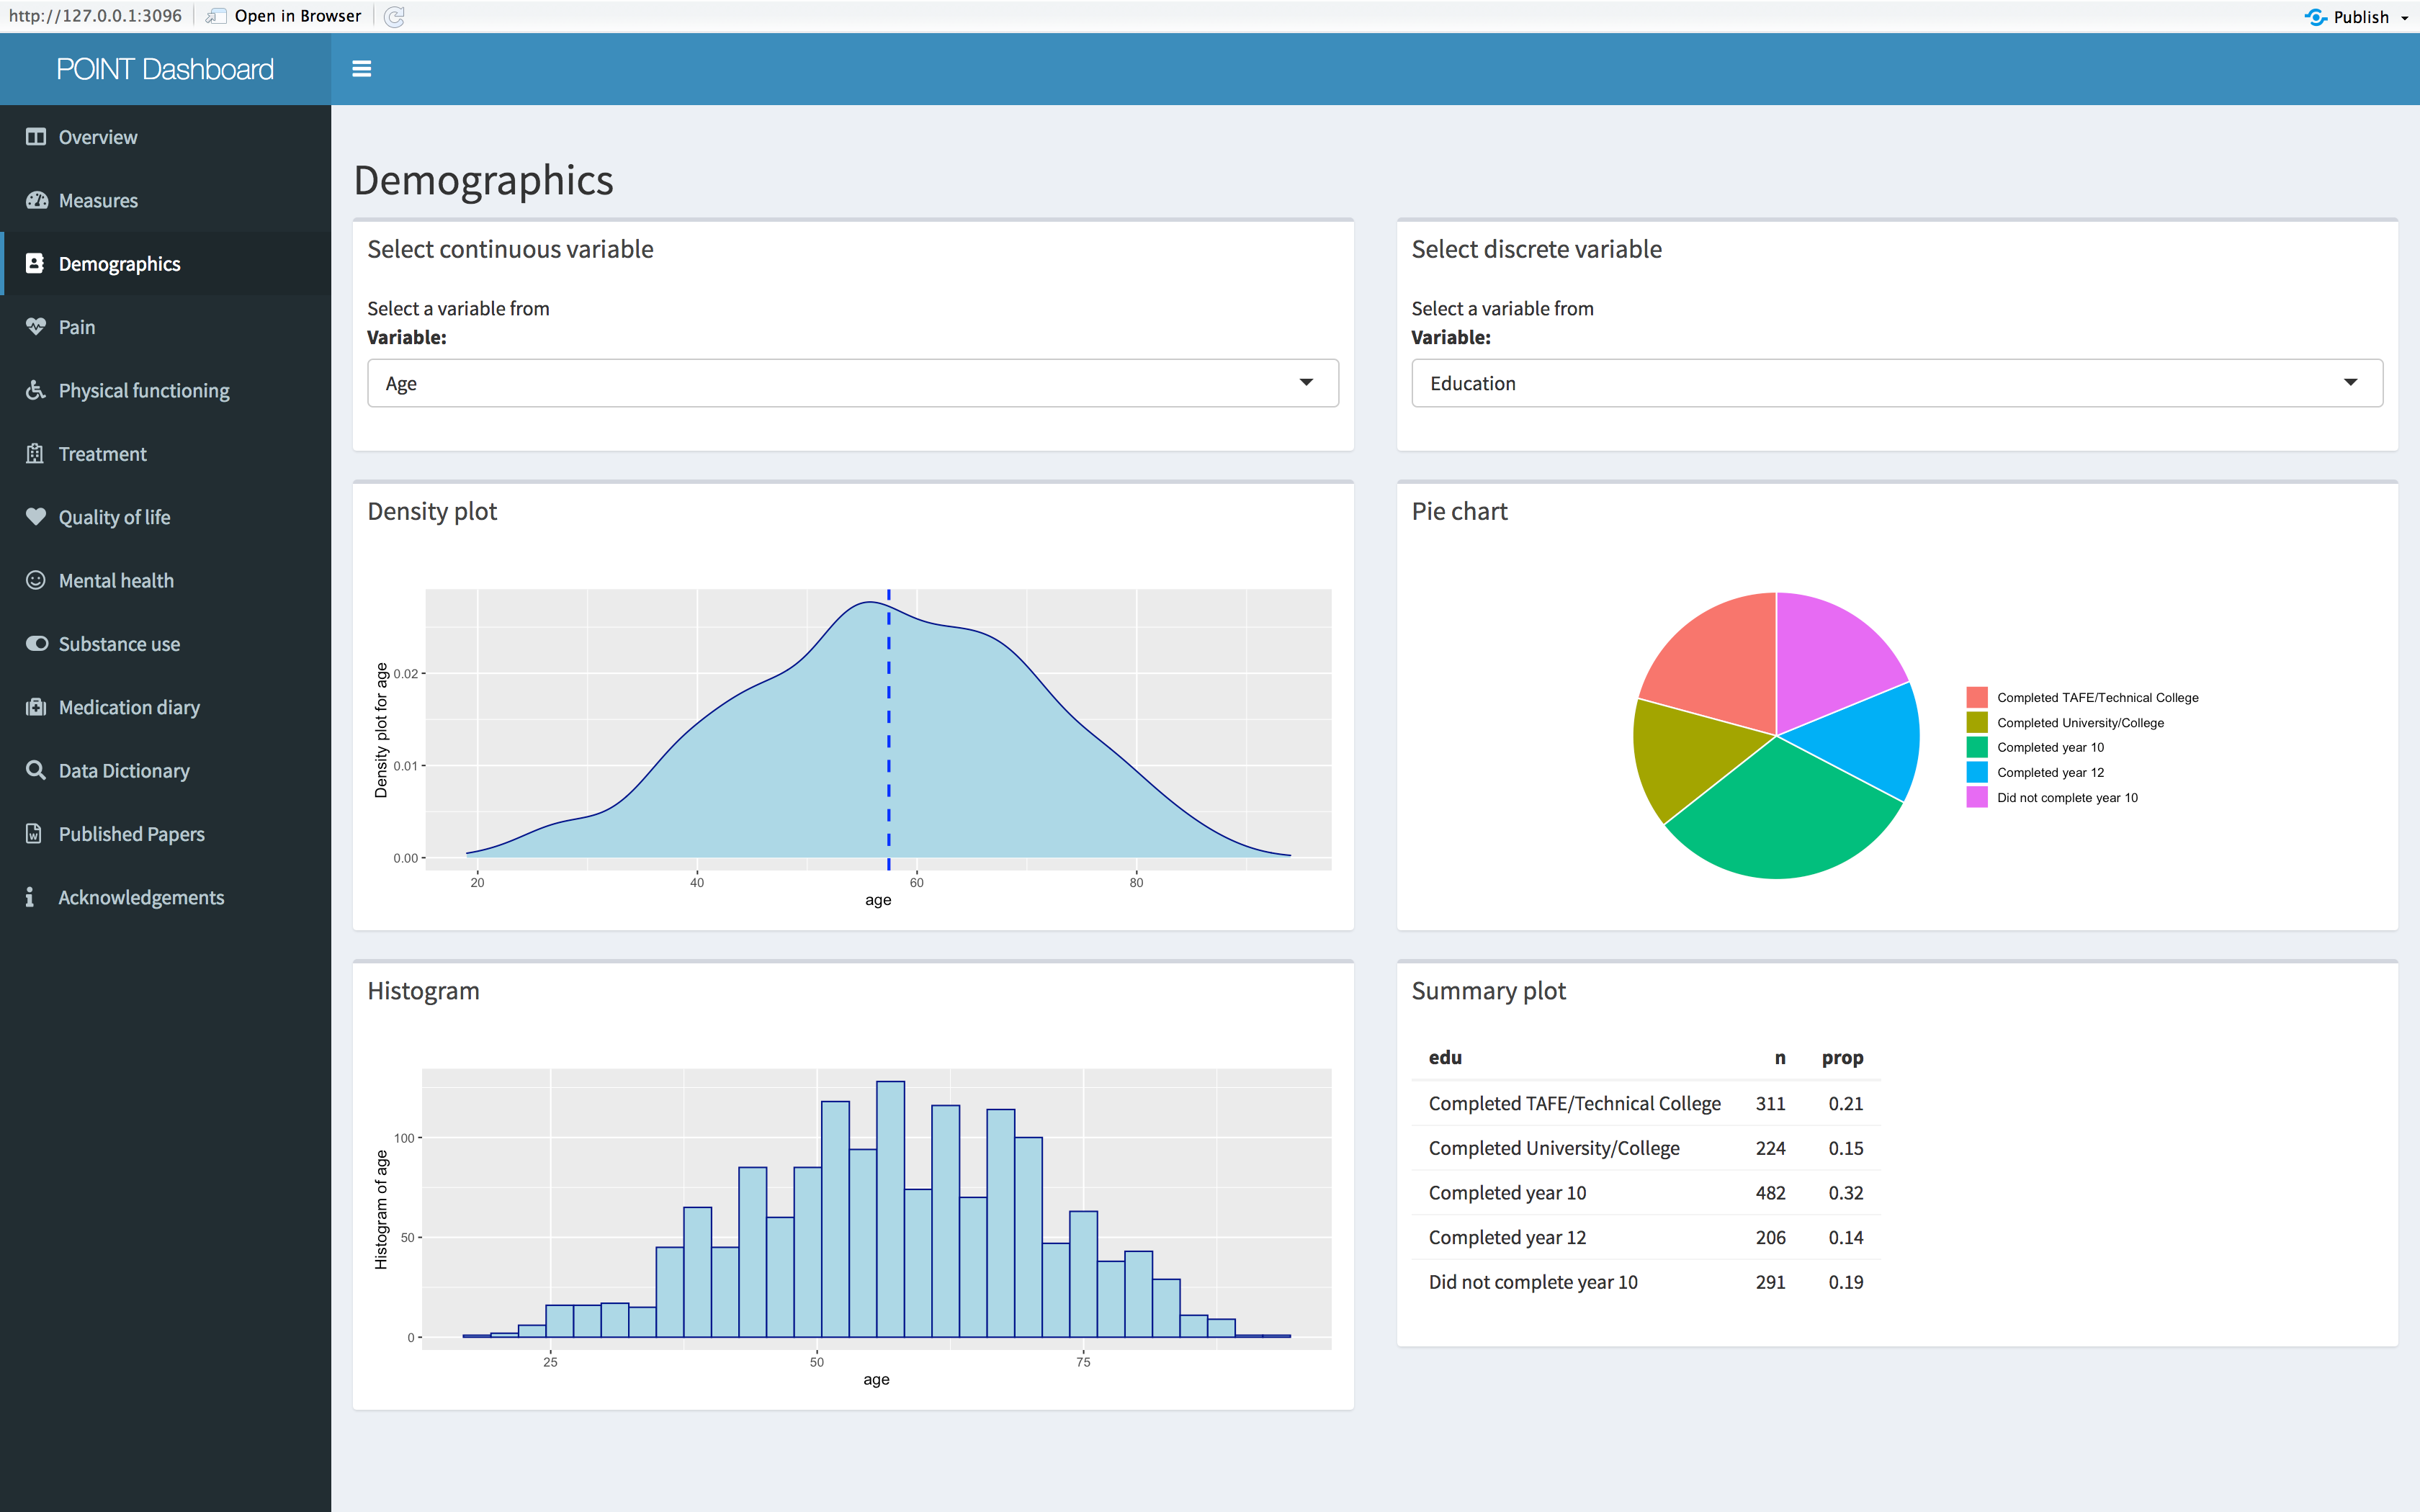 http://127.0.0.1:3096 Open in Browser Publish
POINT Dashboard
Overview
Measures
Demographics
Pain
Physical functioning
Treatment
Quality of life
Mental health
Substance use
Medication diary
Data Dictionary
Published Papers
Acknowledgements
Demographics
Select continuous variable
Select a variable from
Variable:
Age
Select discrete variable
Select a variable from
Variable:
Education
Density plot
Density plot for age
0.02
0.01
0.00
20 40 60 80
age
Pie chart
Completed TAFE/Technical College
Completed University/College
Completed year 10
Completed year 12
Did not complete year 10
Histogram
Histogram of age
100
50
0
25 50 75
age
Summary plot
edu n prop
Completed TAFE/Technical College 311 0.21
Completed University/College 224 0.15
Completed year 10 482 0.32
Completed year 12 206 0.14
Did not complete year 10 291 0.19